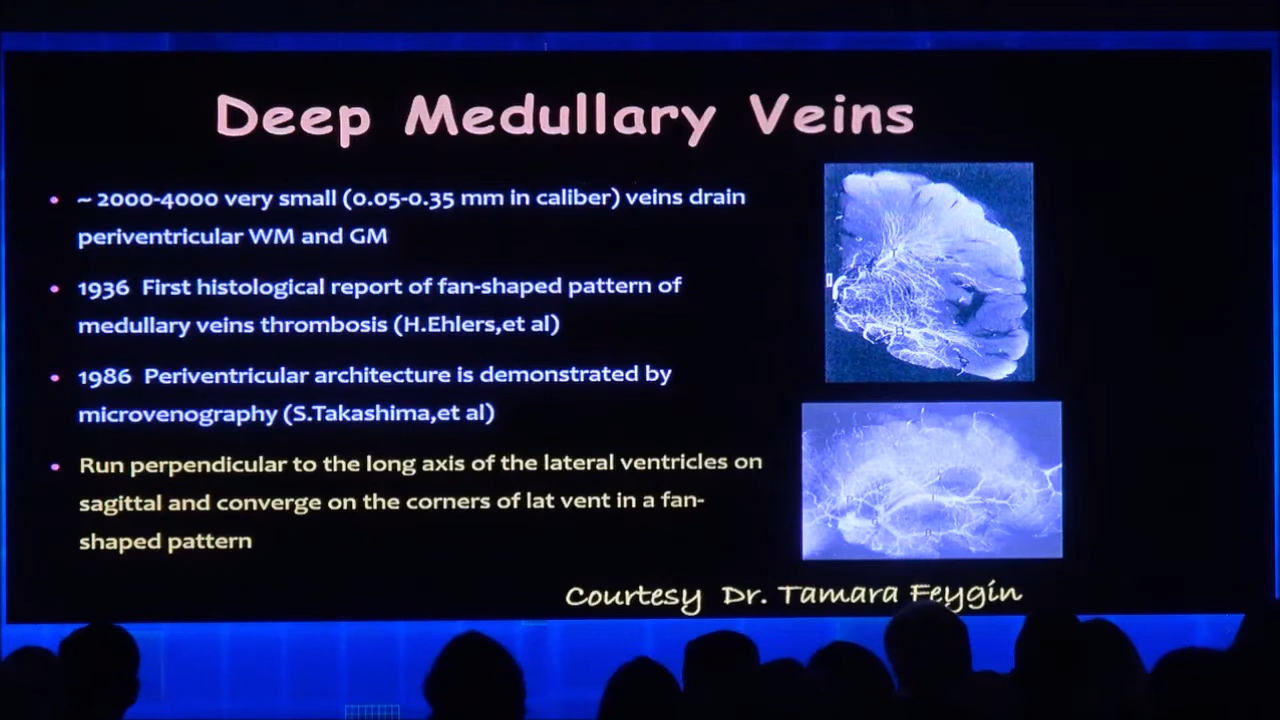 Deep Medullary Veins
• ~ 2000-4000 very small (0.05-0.35 mm in caliber) veins drain
periventricular WM and GM
• 1936 First histological report of fan-shaped pattern of
medullary veins thrombosis (H.Ehlers,et al)
• 1986 Periventricular architecture is demonstrated by
microvenography (S.Takashima,et al)
• Run perpendicular to the long axis of the lateral ventricles on
sagittal and converge on the corners of lat vent in a fan-
shaped pattern
Courtesy Dr. Tamara Feygin